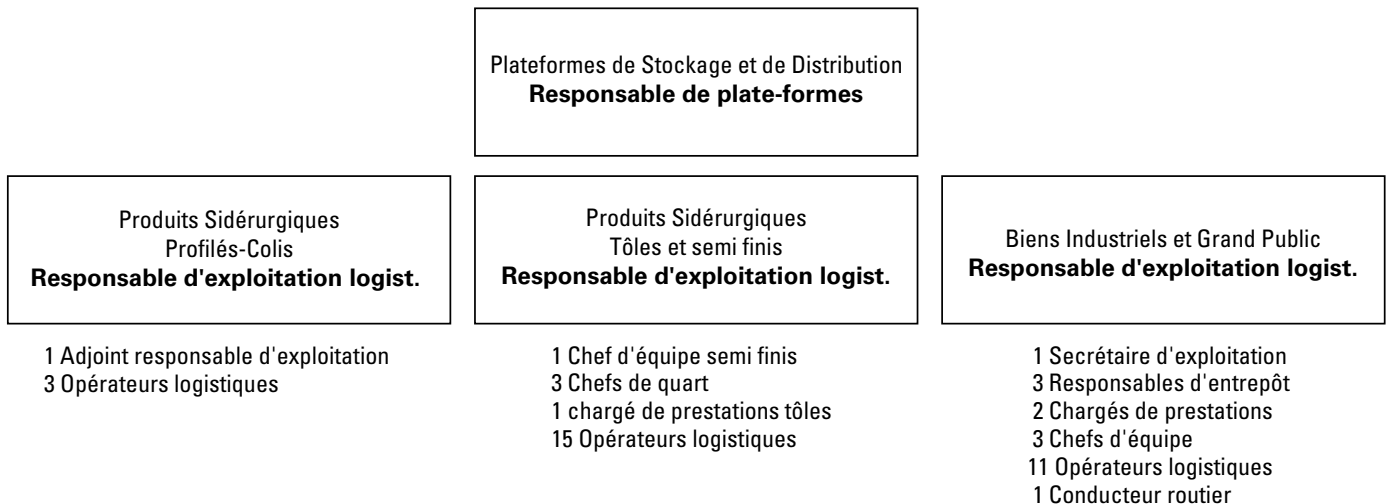 Plateformes de Stockage et de Distribution
Responsable de plate-formes
Produits Sidérurgiques
Profilés-Colis
Responsable d'exploitation logist.
1 Adjoint responsable d'exploitation
3 Opérateurs logistiques
Produits Sidérurgiques
Tôles et semi finis
Responsable d'exploitation logist.
1 Chef d'équipe semi finis
3 Chefs de quart
1 chargé de prestations tôles
15 Opérateurs logistiques
Biens Industriels et Grand Public
Responsable d'exploitation logist.
1 Secrétaire d'exploitation
3 Responsables d'entrepôt
2 Chargés de prestations
3 Chefs d'équipe
11 Opérateurs logistiques
1 Conducteur routier